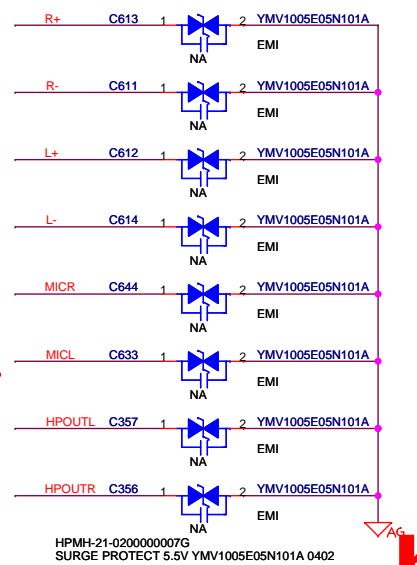 R+ C613 1 2 YMV1005E05N101A
NA EMI
R- C611 1 2 YMV1005E05N101A
NA EMI
L+ C612 1 2 YMV1005E05N101A
NA EMI
L- C614 1 2 YMV1005E05N101A
NA EMI
MICR C644 1 2 YMV1005E05N101A
NA EMI
MICL C633 1 2 YMV1005E05N101A
NA EMI
HPOUTL C357 1 2 YMV1005E05N101A
NA EMI
HPOUTR C356 1 2 YMV1005E05N101A
NA EMI
AG
HPMH-21-0200000007G
SURGE PROTECT 5.5V YMV1005E05N101A 0402